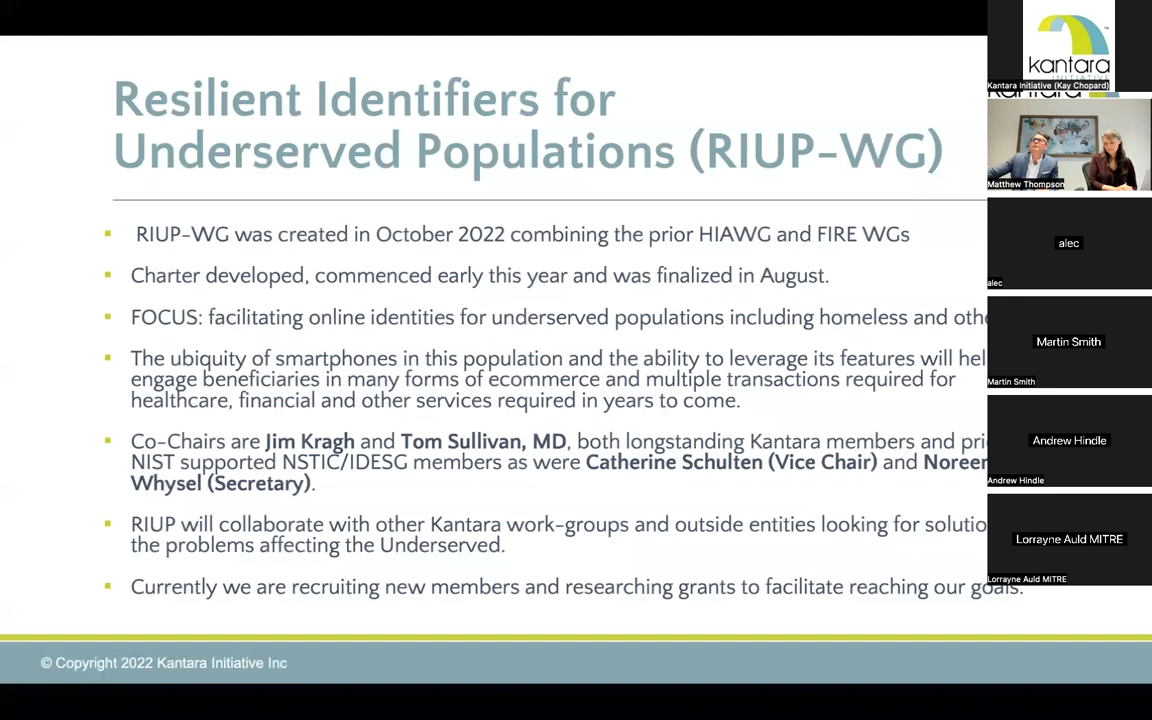 Resilient Identifiers for
Underserved Populations (RIUP-WG)
RIUP-WG was created in October 2022 combining the prior HIAWG and FIRE WGs
Charter developed, commenced early this year and was finalized in August.
FOCUS: facilitating online identities for underserved populations including homeless and
The ubiquity of smartphones in this population and the ability to leverage its features will
engage beneficiaries in many forms of ecommerce and multiple transactions required for
healthcare, financial and other services required in years to come.
Co-Chairs are Jim Kragh and Tom Sullivan, MD, both longstanding Kantara members and
NIST supported NSTIC/IDESG members as were Catherine Schulten (Vice Chair) and
Whysel (Secretary).
RIUP will collaborate with other Kantara work-groups and outside entities looking for
the problems affecting the Underserved.
Currently we are recruiting new members and researching grants to facilitate reaching our goals.
© Copyright 2022 Kantara Initiative Inc
kantara
INITIATIVE
Kantara Initiative (Kay Chopard)
Matthew Thompson
alec
alec
Martin Smith
Martin Smith
Andrew Hindle
Andrew Hindle
Lorrayne Auld MITRE
Lorrayne Auld MITRE